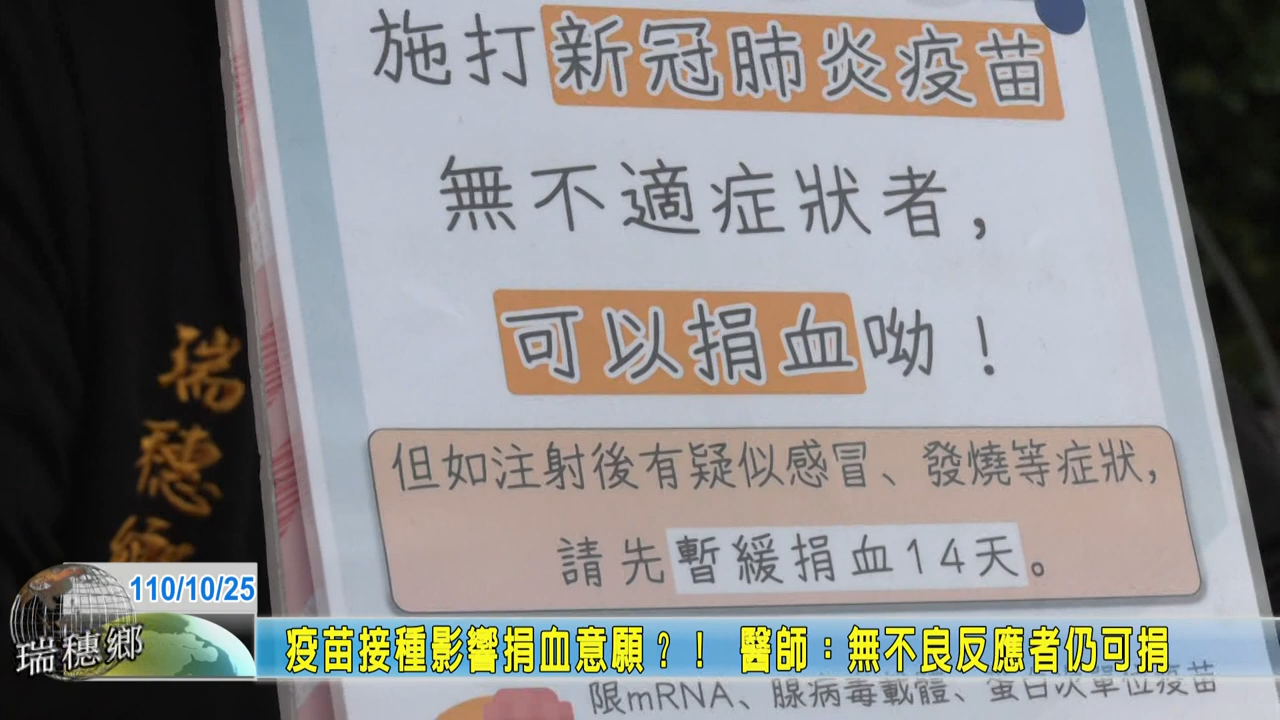 施打新冠肺炎疫苗
無不適症狀者,
可以捐血呦!
但如注射後有疑似感冒、發燒等症狀,
請先暫緩捐血14天。
瑞穗
110/10/25
瑞穗鄉
疫苗接種影響捐血意願?! 醫師:無不良反應者仍可捐
限mRNA、腺病毒載體、蛋白次單位疫苗